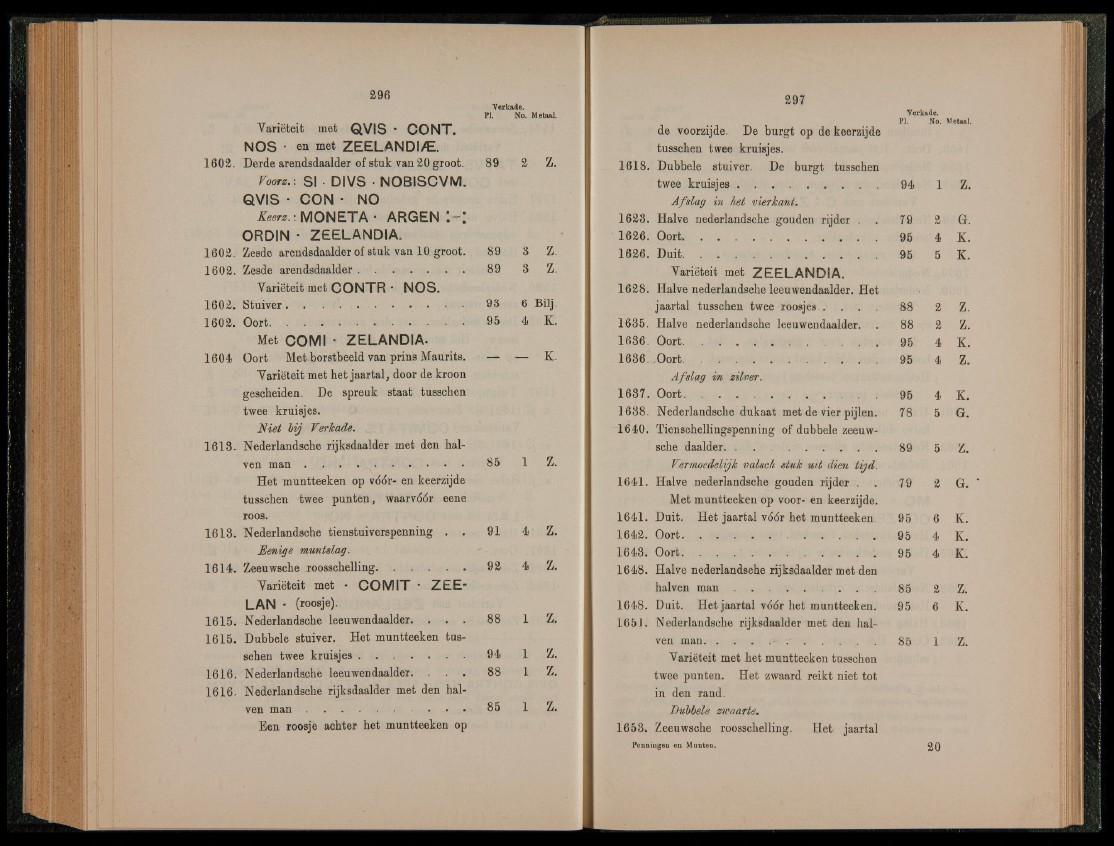 296
Verkade.
Pl. No. Metaal.
Variëteit met QVIS · CONT.
NOS · en met ZEELANDIÆ.
1602. Derde arendsdaalder of stuk van 20 groot. 89 2 Z.
Voorz.: SI · DIVS · NOBISCVM.
QVIS · CON · NO
Keerz.: MONETA · ARGEN :-:
ORDIN · ZEELANDIA.
1602. Zesde arendsdaalder of stuk van 10 groot. 89 3 Z.
1602. Zesde arendsdaalder . . . . . . . 89 3 Z.
Variëteit met CONTR · NOS.
1602. Stuiver . . . . . . . . . . 93 6 Bilj.
1602. Oort. . . . . . . . . . . 95 4 K.
Met COMI · ZELANDIA.
1604 Oort Met borstbeeld van prins Maurits. — — K.
Variëteit met het jaartal, door de kroon
gescheiden. De spreuk staat tusschen
twee kruisjes.
Niet bij Verkade.
1613. Nederlandsche rijksdaalder met den hal-
ven man . . . . . . . . . . 85 1 Z.
Het muntteeken op vóór- en keerzijde
tusschen twee punten, waarvóór eene
roos.
1613. Nederlandsche tienstuiverspenning . . 91 4 Z.
Eenige muntslag.
1614. Zeeuwsche roosschelling. . . . . . 92 4 Z.
Variëteit met · COMIT · ZEE-
LAN · (roosje).
1615. Nederlandsche leeuwendaalder. . . . 88 1 Z.
1615. Dubbele stuiver. Het muntteeken tus-
schen twee kruisjes . . . . . . . 94 1 Z.
1616. Nederlandsche leeuwendaalder. . . . 88 1 Z.
1616. Nederlandsche rijksdaalder met den hal-
ven man . . . . . . . . . . 85 1 Z.
Een roosje achter het muntteeken op
297
Verkade.
Pl. No. Metaal.
de voorzijde. De burgt op de keerzijde
tusschen twee kruisjes.
1618. Dubbele stuiver. De burgt tusschen
twee kruisjes . . . . . . . . . 94 1 Z.
Afslag in het vierkant.
1623. Halve nederlandsche gouden rijder . . 79 2 G.
1626. Oort. . . . . . . . . . . . 95 4 K.
1626. Duit. . . . . . . . . . . . 95 5 K.
Variëteit met ZEELANDIA.
1628. Halve nederlandsche leeuwendaalder. Het
jaartal tusschen twee roosjes . . . . 88 2 Z.
1635. Halve nederlandsche leeuwendaalder. . 88 2 Z.
1636. Oort. . . . . . . . . . . 95 4 K.
1636. Oort. . . . . . . . . . . 95 4 Z.
Afslag in zilver.
1637. Oort. . . . . . . . . . . 95 4 K.
1638. Nederlandsche dukaat met de vier pijlen. 78 5 G.
1640. Tienschellingspenning of dubbele zeeuw-
sche daalder. . . . . . . . . . 89 5 Z.
Vermoedelijk valsch stuk uit dien tijd.
1641. Halve nederlandsche gouden rijder . . 79 2 G.
Met muntteeken op voor- en keerzijde.
1641. Duit. Het jaartal vóór het muntteeken. 95 6 K.
1642. Oort. . . . . . . . . . . . 95 4 K.
1643. Oort. . . . . . . . . . . . 95 4 K.
1648. Halve nederlandsche rijksdaalder met den
halven man . . . . . . . . . 85 2 Z.
1648. Duit. Het jaartal vóór het muntteeken. 95 6 K.
1651. Nederlandsche rijksdaalder met den hal-
ven man. . . . . . . . . . . 85 1 Z.
Variëteit met het muntteeken tusschen
twee punten. Het zwaard reikt niet tot
in den rand.
Dubbele zwaarte.
1653. Zeeuwsche roosschelling. Het jaartal
Penningen en Munten. 20